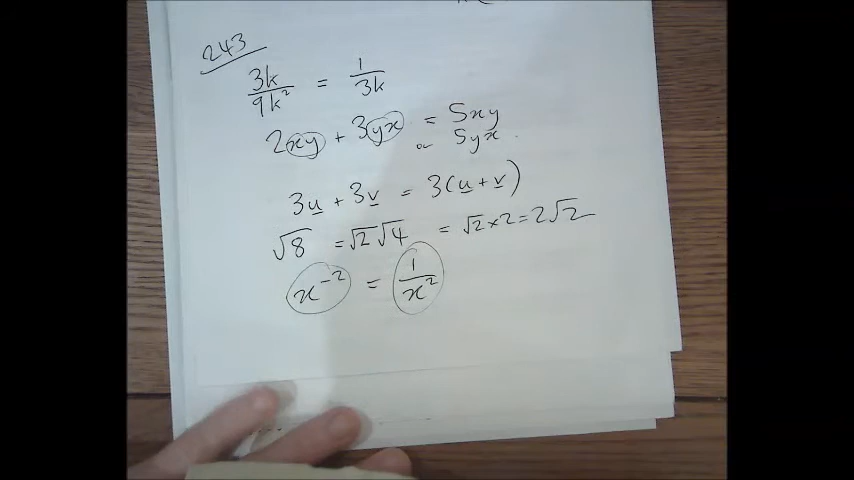 243
3k/9k² = 1/3k
2xy + 3yx = 5xy
or 5yx.
3u + 3v = 3(u + v)
√8 = √2√4 = √2 × 2 = 2√2
x⁻² = 1/x²